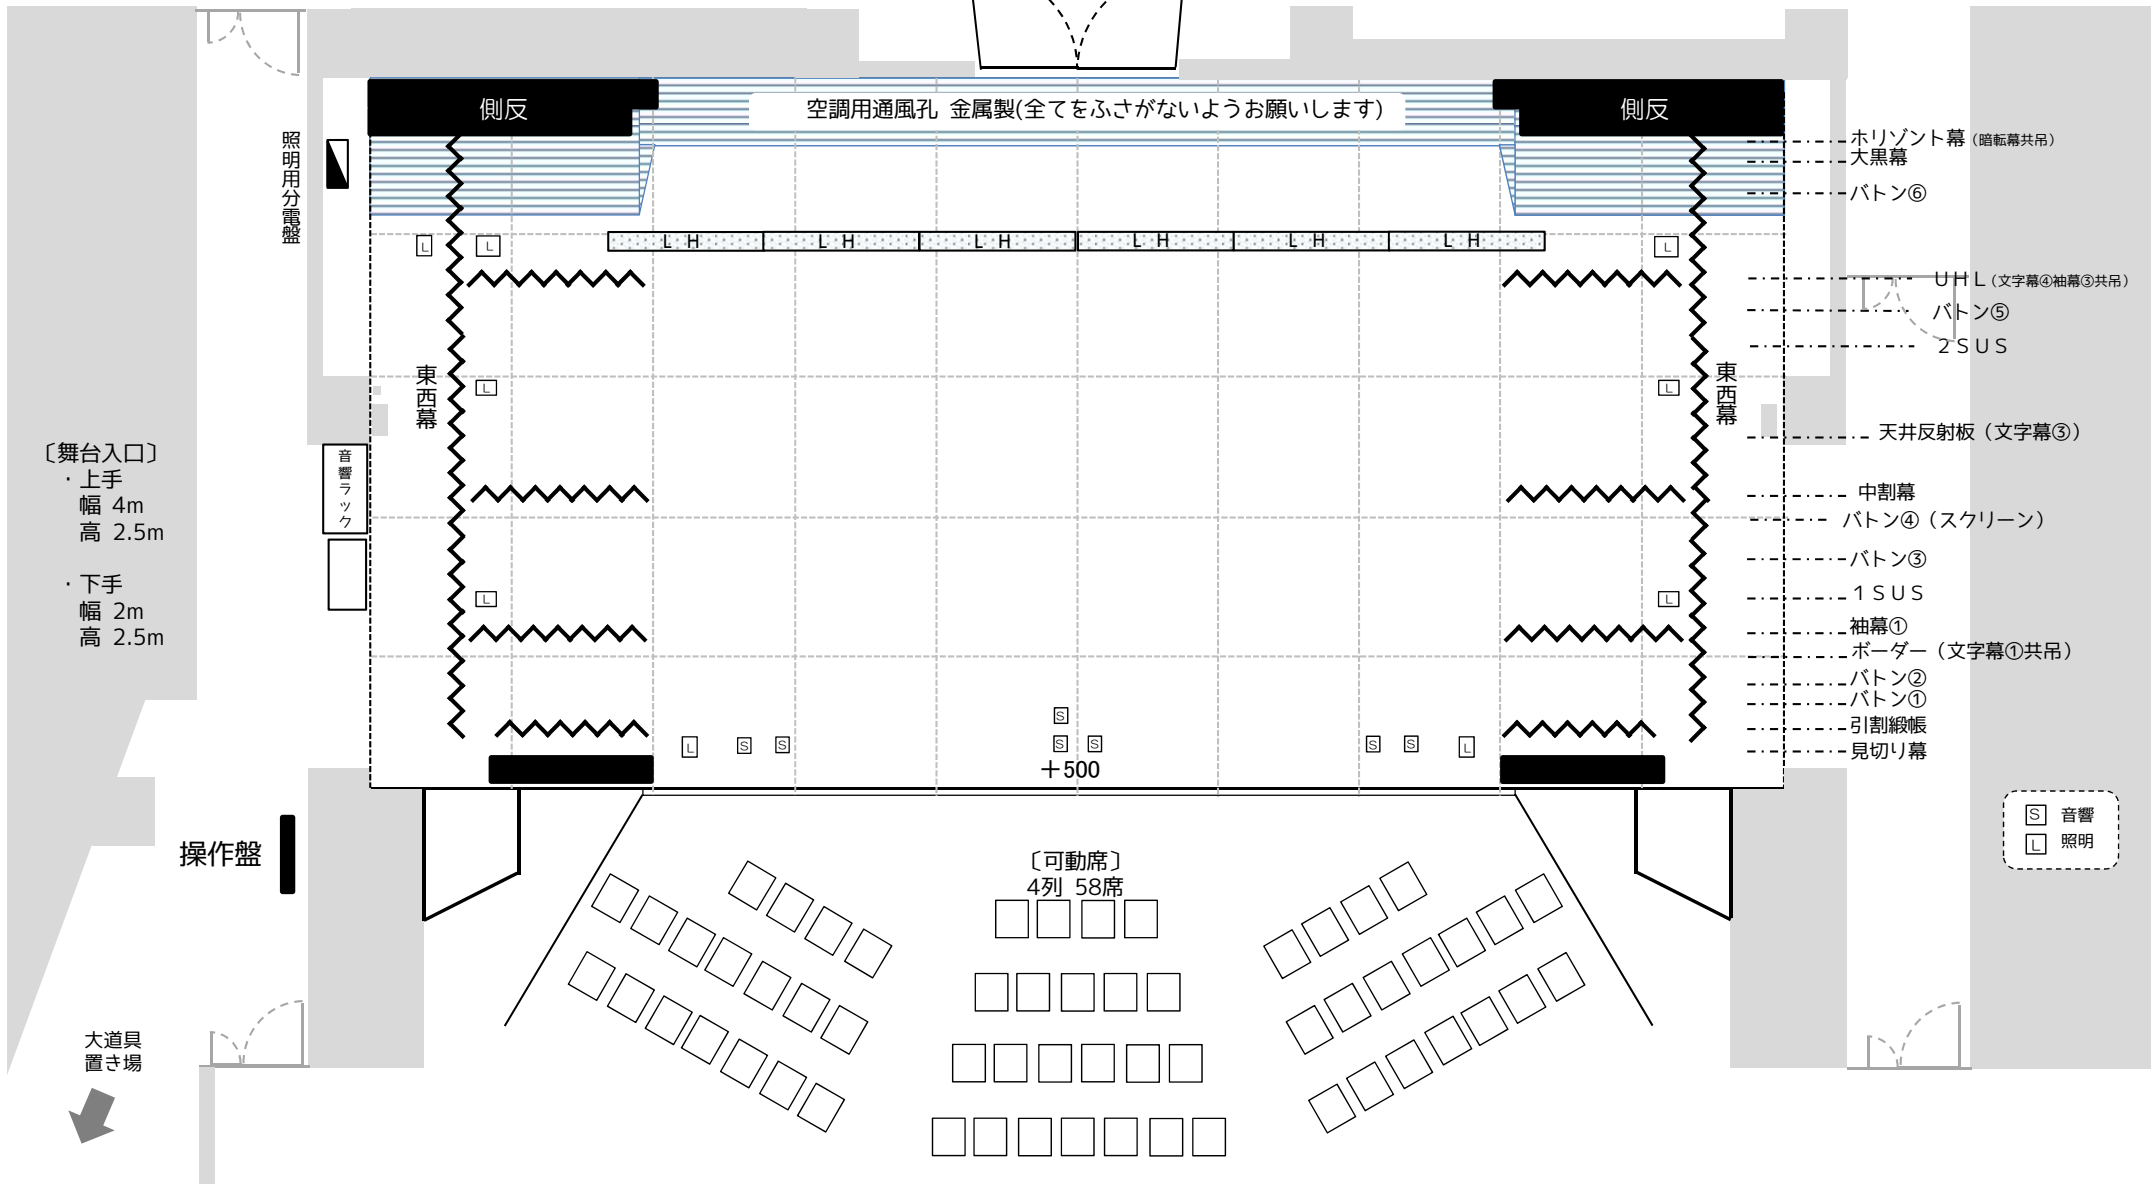 側反
空調用通風孔 金属製(全てをふさがないようお願いします)
側反
照明用分電盤
ホリゾント幕（暗転幕共吊）
大黒幕
バトン⑥
L
L
ＬＨ
ＬＨ
ＬＨ
ＬＨ
ＬＨ
ＬＨ
L
ＵＨＬ（文字幕④袖幕③共吊）
バトン⑤
２ＳＵＳ
東西幕
L
L
東西幕
天井反射板（文字幕③）
〔舞台入口〕
・上手
幅 4m
高 2.5m
・下手
幅 2m
高 2.5m
音響ラック
中割幕
バトン④（スクリーン）
バトン③
１ＳＵＳ
L
L
袖幕①
ボーダー（文字幕①共吊）
バトン②
バトン①
引割緞帳
見切り幕
S
L
S
S
S
S
S
S
L
＋500
S 音響
L 照明
操作盤
〔可動席〕
4列 58席
大道具
置き場